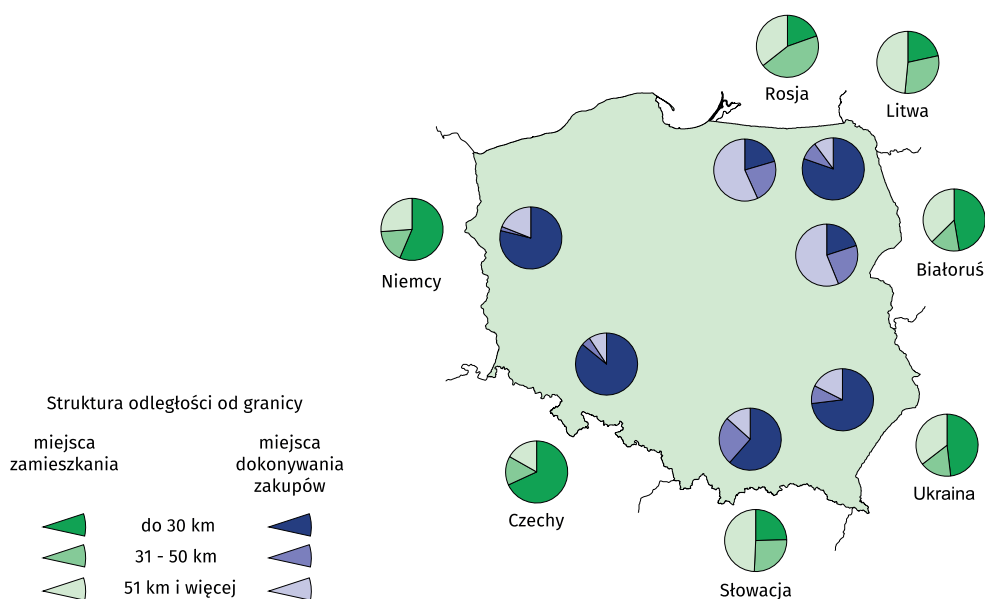 Rosja
Litwa
Białoruś
Niemcy
Struktura odległości od granicy
miejsca
zamieszkania
miejsca
dokonywania
zakupów
Ukraina
Czechy
do 30 km
31 - 50 km
51 km i więcej
Słowacja